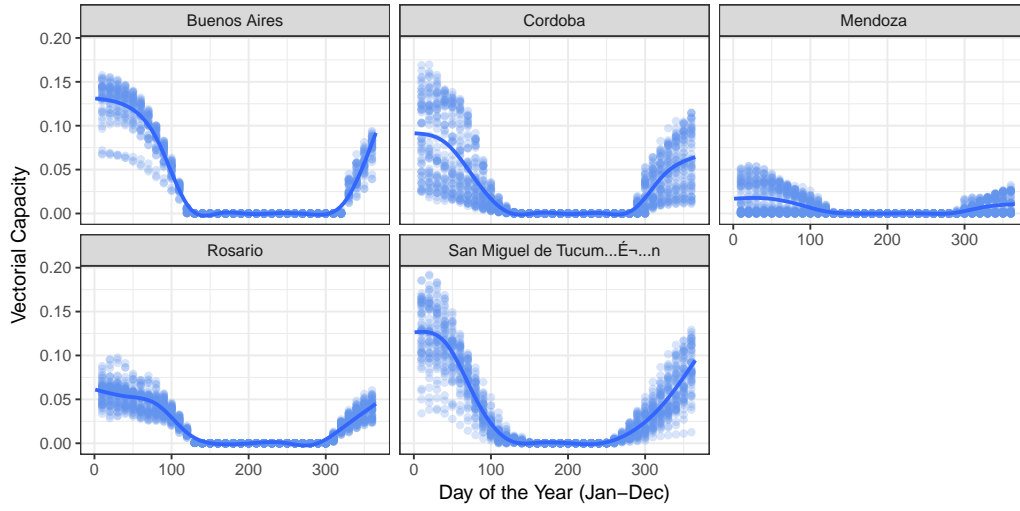 Buenos Aires
Cordoba
Mendoza
0.20
0.15
0.10
0.05
0.00
0 100 200 300
Rosario
San Miguel de Tucum...É¬...n
0.20
0.15
0.10
0.05
0.00
0 100 200 300
0 100 200 300
Vectorial Capacity
Day of the Year (Jan−Dec)